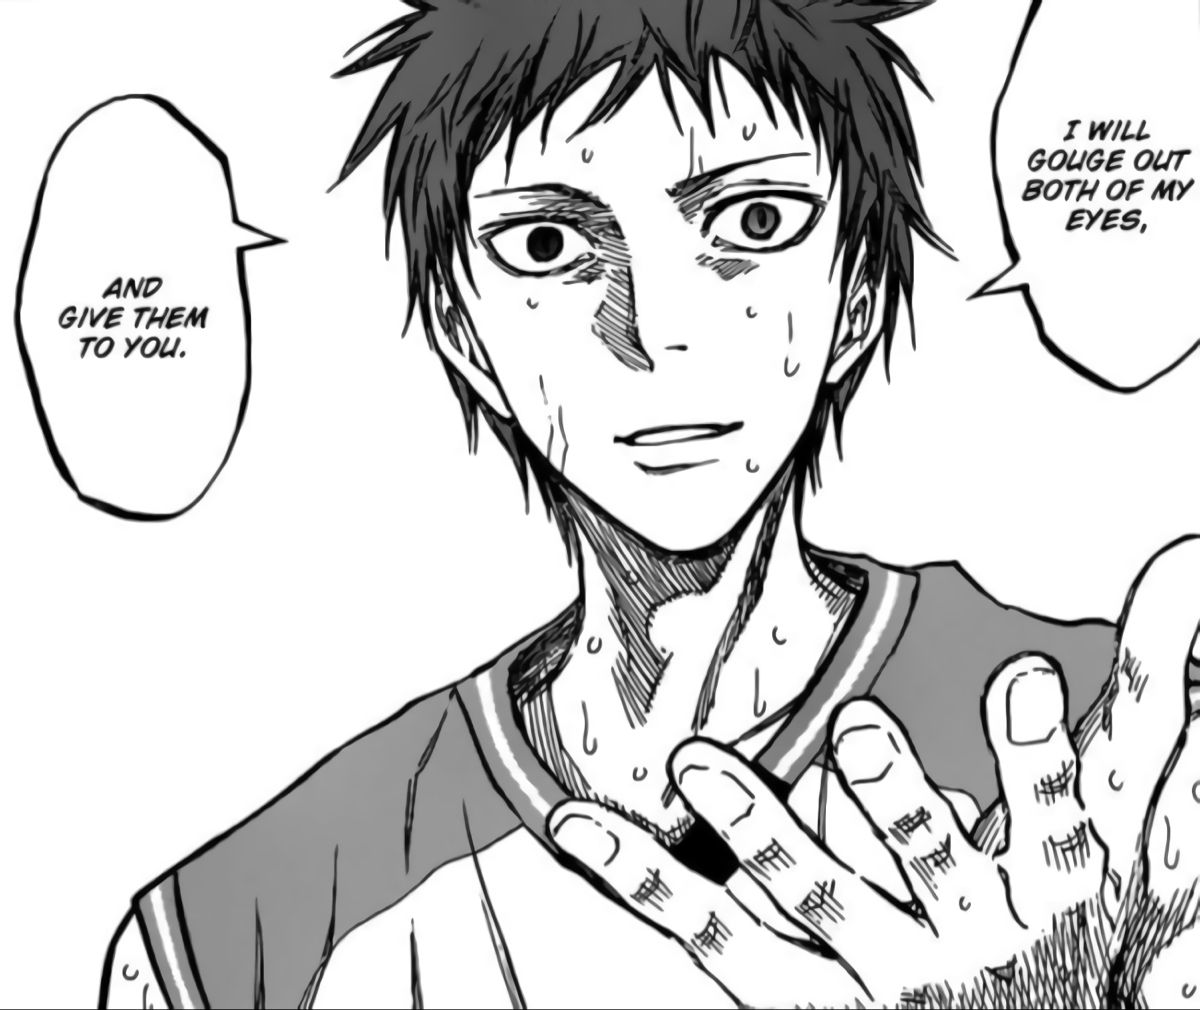 I WILL
GOUGE OUT
BOTH OF MY
EYES,
AND
GIVE THEM
TO YOU.